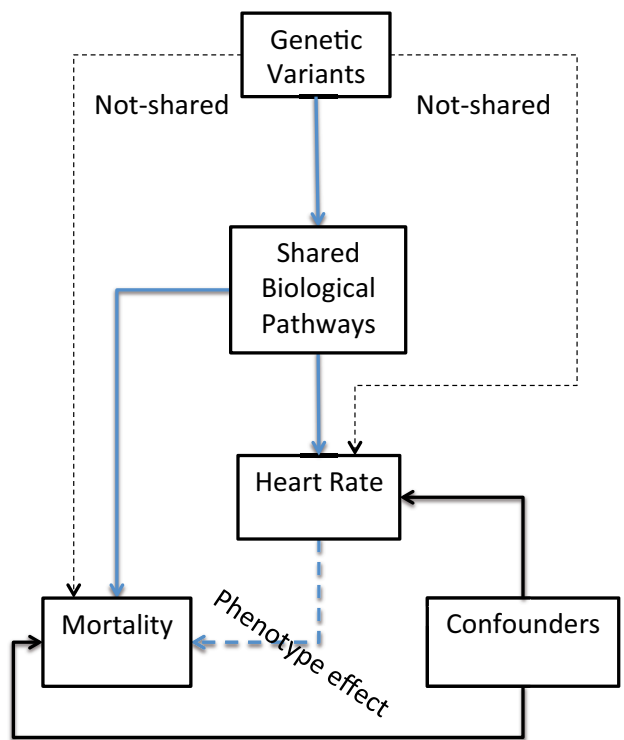 Genetic
Variants
Not-shared
Not-shared
Shared
Biological
Pathways
Heart Rate
Mortality
Phenotype effect
Confounders